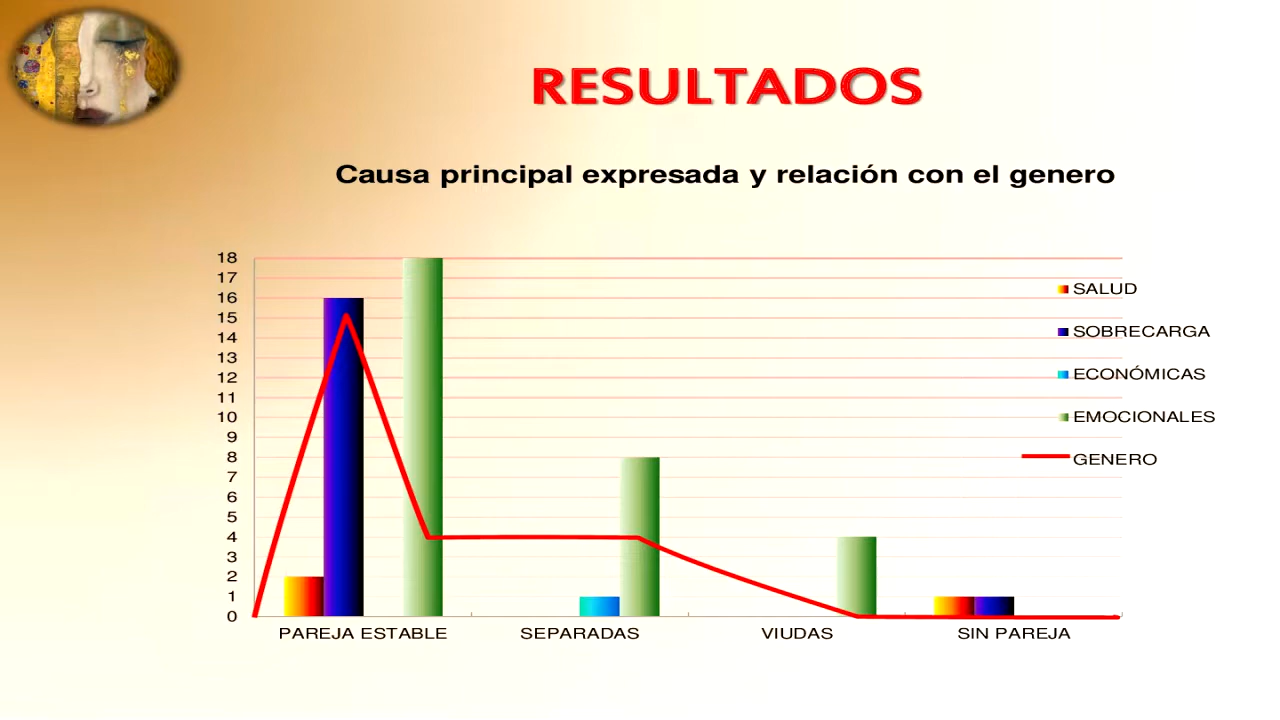 RESULTADOS
Causa principal expresada y relación con el genero
18
17
16
15
14
13
12
11
10
9
8
7
6
5
4
3
2
1
0
SALUD
SOBRECARGA
ECONÓMICAS
EMOCIONALES
GENERO
PAREJA ESTABLE
SEPARADAS
VIUDAS
SIN PAREJA